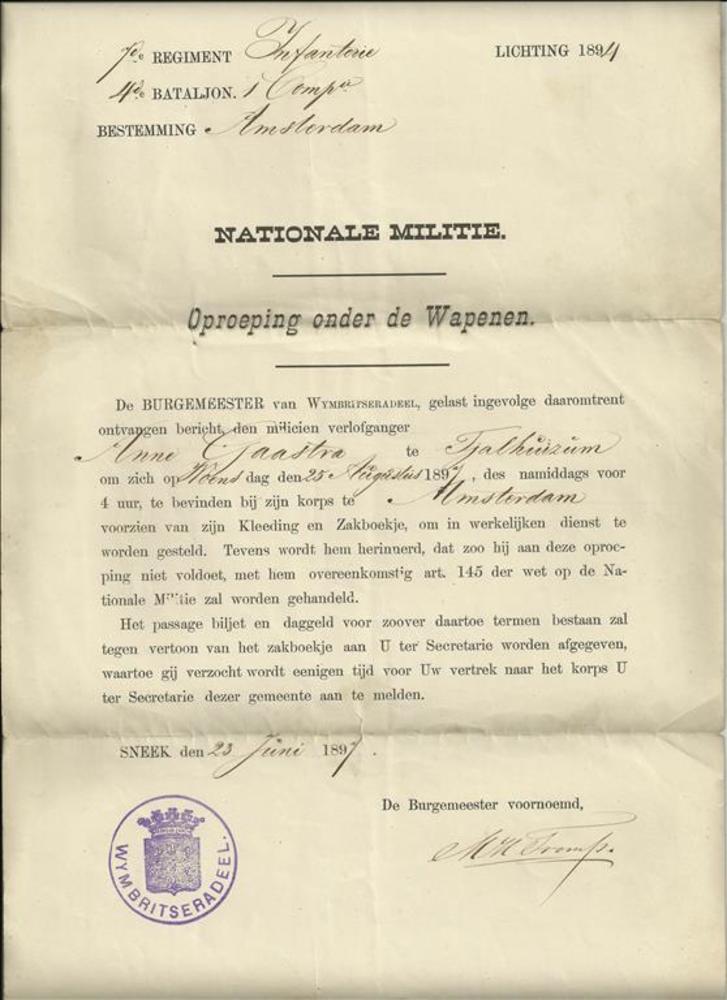 7de REGIMENT Infanterie LICHTING 1894
4de BATALJON. 1 Compie
BESTEMMING Amsterdam
NATIONALE MILITIE.
Oproeping onder de Wapenen.
De BURGEMEESTER van WYMBRITSERADEEL, gelast ingevolge daaromtrent
ontvangen bericht, den milicien verlofganger
Anne Gaastra te Tjalhuizum
om zich op Woensdag den 25 Augustus 1897, des namiddags voor
4 uur, te bevinden bij zijn korps te Amsterdam
voorzien van zijn Kleeding en Zakboekje, om in werkelijken dienst te
worden gesteld. Tevens wordt hem herinnerd, dat zoo hij aan deze oproe-
ping niet voldoet, met hem overeenkomstig art. 145 der wet op de Na-
tionale Militie zal worden gehandeld.
Het passage biljet en daggeld voor zoover daartoe termen bestaan zal
tegen vertoon van het zakboekje aan U ter Secretarie worden afgegeven,
waartoe gij verzocht wordt eenigen tijd voor Uw vertrek naar het korps U
ter Secretarie dezer gemeente aan te melden.
SNEEK den 23 Juni 1897.
De Burgemeester voornoemd,
Tromp.
WYMBRITSERADEEL.